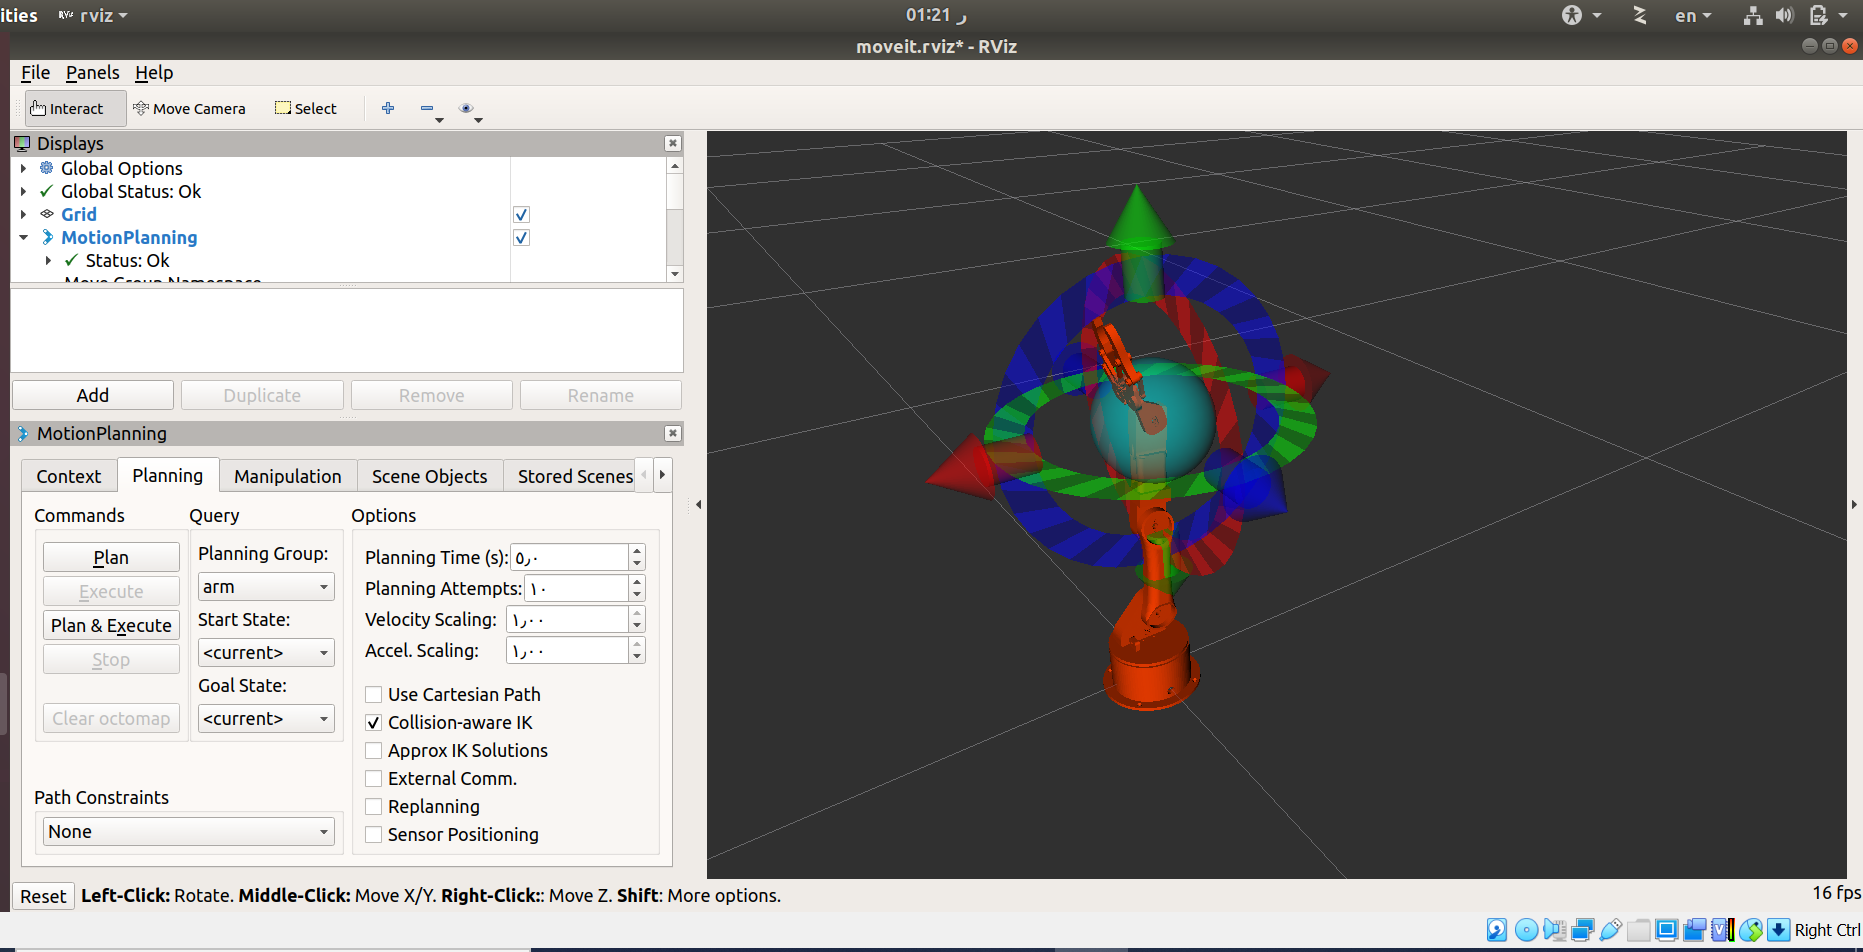 ities rviz 01:21 ر en
moveit.rviz* - RViz
File Panels Help
Interact Move Camera Select
Displays
Global Options
Global Status: Ok
Grid
MotionPlanning
Status: Ok
Move Group Namespace
Add Duplicate Remove Rename
MotionPlanning
Context Planning Manipulation Scene Objects Stored Scenes
Commands Query Options
Plan
Execute
Plan & Execute
Stop
Clear octomap
Planning Group:
arm
Start State:
<current>
Goal State:
<current>
Planning Time (s): ٥٫٠
Planning Attempts: ١٠
Velocity Scaling: ١٫٠٠
Accel. Scaling: ١٫٠٠
Use Cartesian Path
Collision-aware IK
Approx IK Solutions
External Comm.
Replanning
Sensor Positioning
Path Constraints
None
Reset Left-Click: Rotate. Middle-Click: Move X/Y. Right-Click:: Move Z. Shift: More options. 16 fps
Right Ctrl